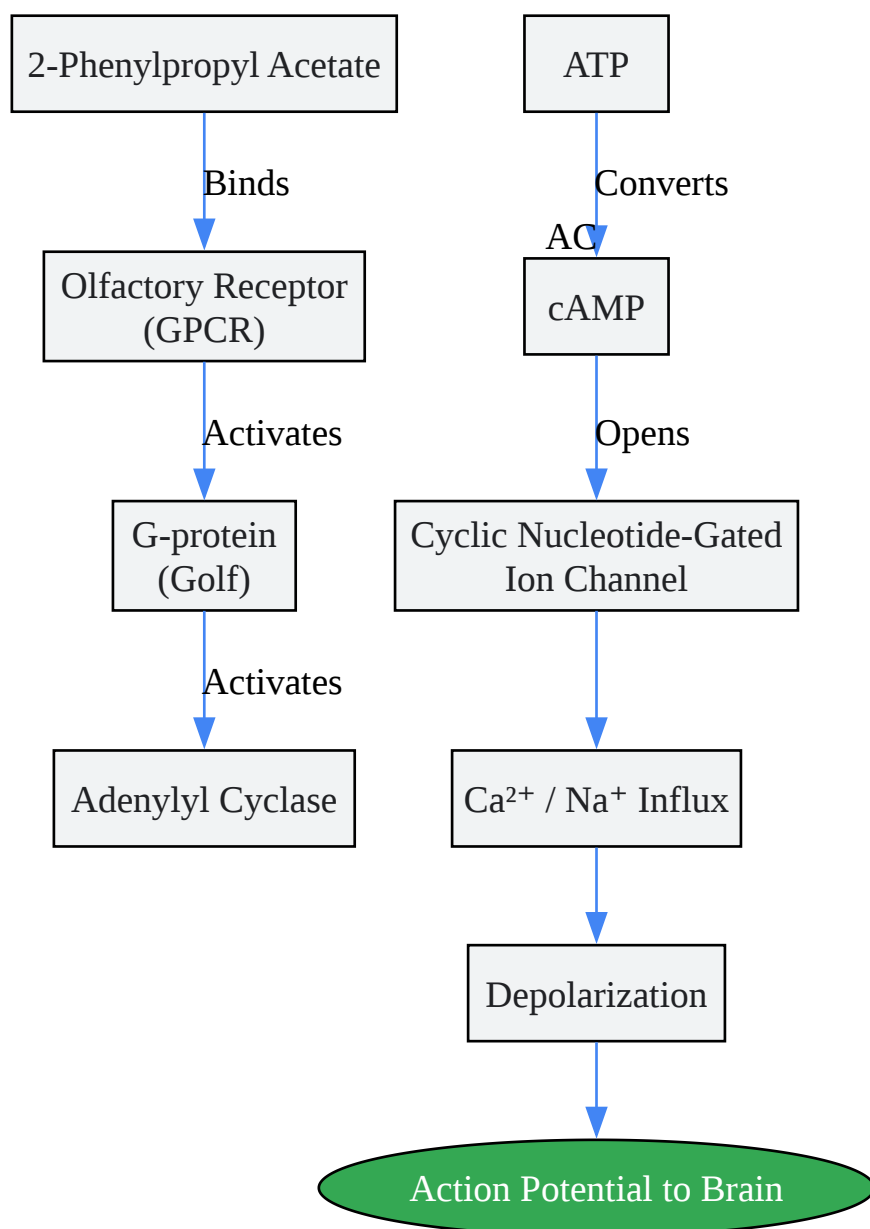 2-Phenylpropyl Acetate
Binds
Olfactory Receptor
(GPCR)
Activates
G-protein
(Golf)
Activates
Adenylyl Cyclase
ATP
Converts
AC
cAMP
Opens
Cyclic Nucleotide-Gated
Ion Channel
Ca²⁺ / Na⁺ Influx
Depolarization
Action Potential to Brain